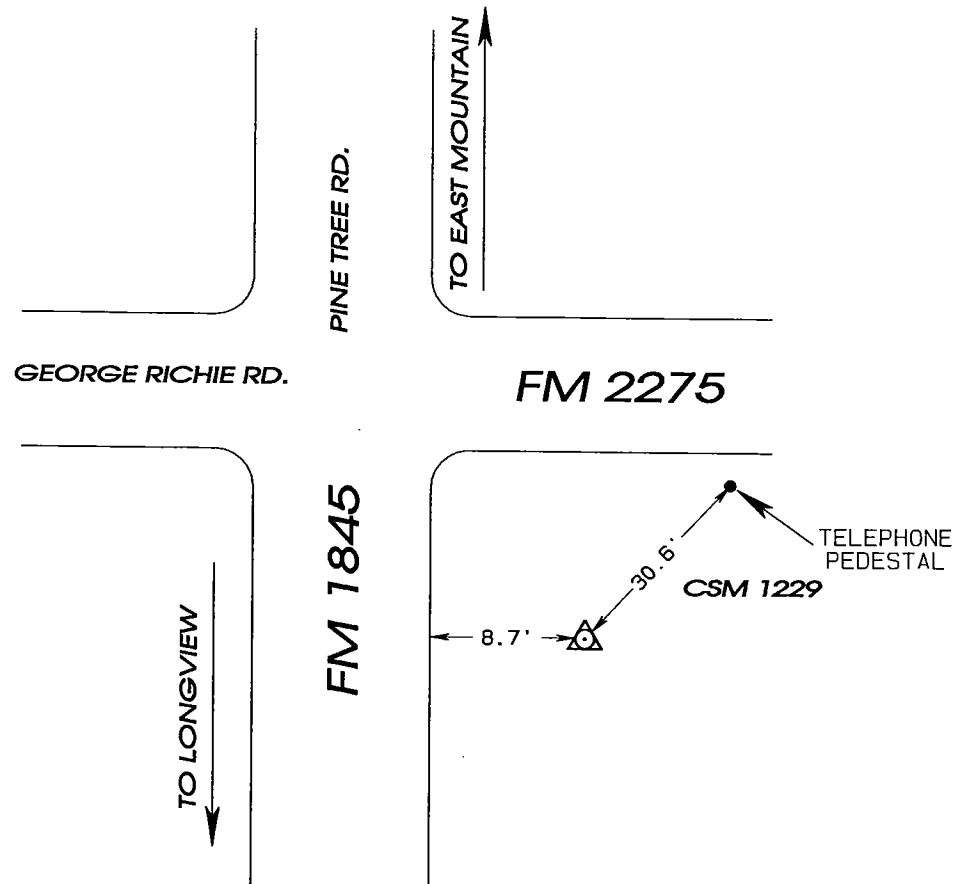 TO EAST MOUNTAIN
PINE TREE RD.
GEORGE RICHIE RD.
FM 2275
FM 1845
TELEPHONE
PEDESTAL
30.6'
CSM 1229
8.7'
TO LONGVIEW